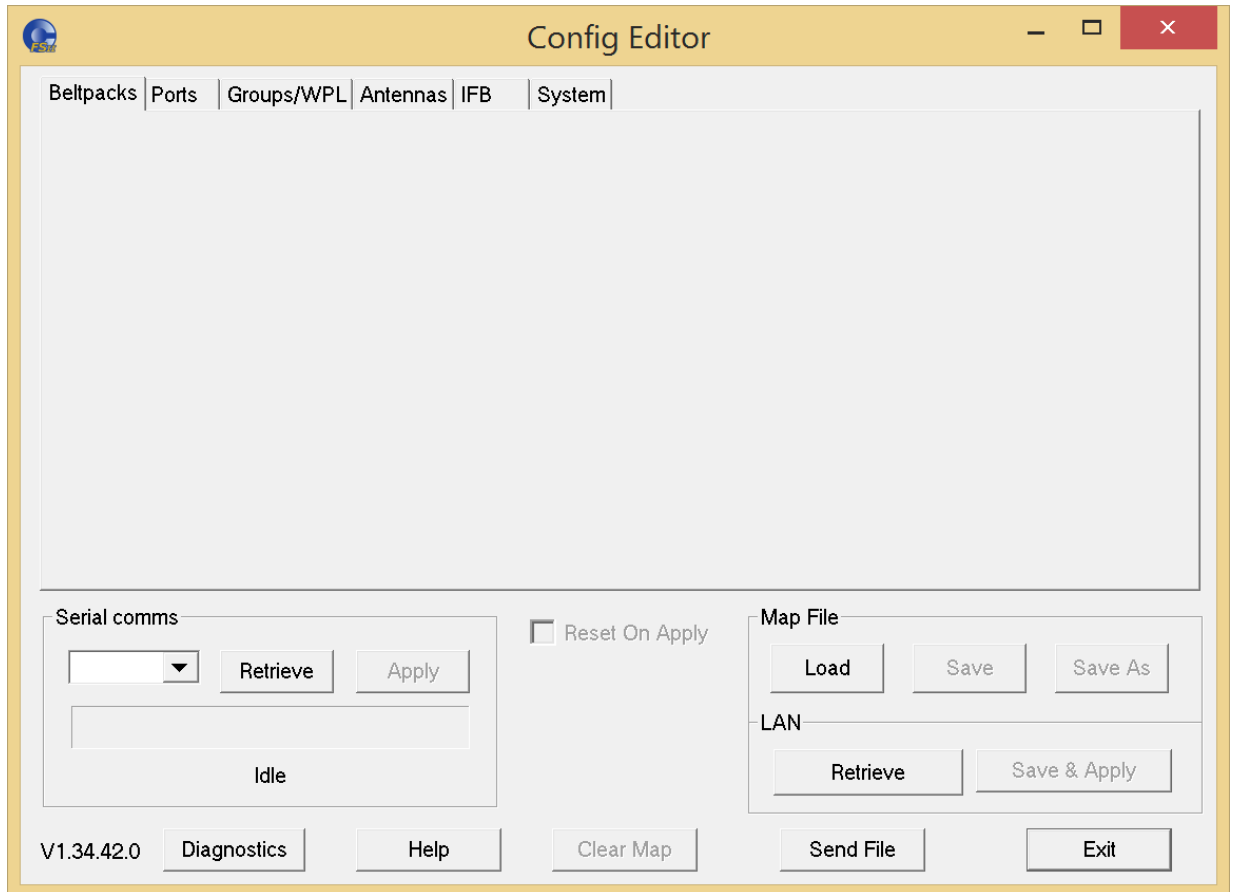 Config Editor
Beltpacks Ports Groups/WPL Antennas IFB System
Serial comms
Retrieve Apply
Idle
Reset On Apply
Map File
Load Save Save As
LAN
Retrieve Save & Apply
V1.34.42.0 Diagnostics Help Clear Map Send File Exit